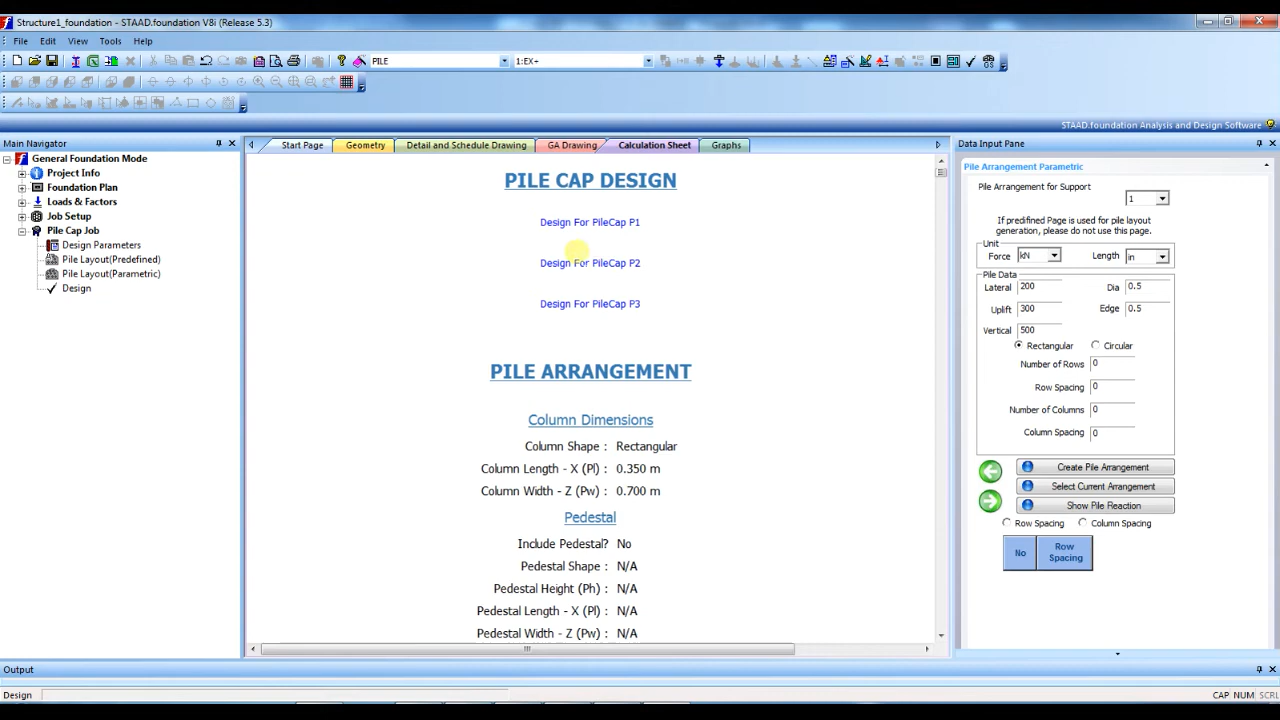 Structure1_foundation - STAAD.foundation V8i (Release 5.3)
File Edit View Tools Help
PILE 1:EX+
STAAD.foundation Analysis and Design Software
Main Navigator
General Foundation Mode
Project Info
Foundation Plan
Loads & Factors
Job Setup
Pile Cap Job
Design Parameters
Pile Layout(Predefined)
Pile Layout(Parametric)
Design
Start Page Geometry Detail and Schedule Drawing GA Drawing Calculation Sheet Graphs
PILE CAP DESIGN
Design For PileCap P1
Design For PileCap P2
Design For PileCap P3
PILE ARRANGEMENT
Column Dimensions
Column Shape : Rectangular
Column Length - X (Pl) : 0.350 m
Column Width - Z (Pw) : 0.700 m
Pedestal
Include Pedestal? No
Pedestal Shape : N/A
Pedestal Height (Ph) : N/A
Pedestal Length - X (Pl) : N/A
Pedestal Width - Z (Pw) : N/A
Data Input Pane
Pile Arrangement Parametric
Pile Arrangement for Support 1
If predefined Page is used for pile layout
generation, please do not use this page.
Unit
Force kN Length in
Pile Data
Lateral 200 Dia 0.5
Uplift 300 Edge 0.5
Vertical 500
Rectangular Circular
Number of Rows 0
Row Spacing 0
Number of Columns 0
Column Spacing 0
Create Pile Arrangement
Select Current Arrangement
Show Pile Reaction
Row Spacing Column Spacing
No Row
Spacing
Output
Design CAP NUM SCRL